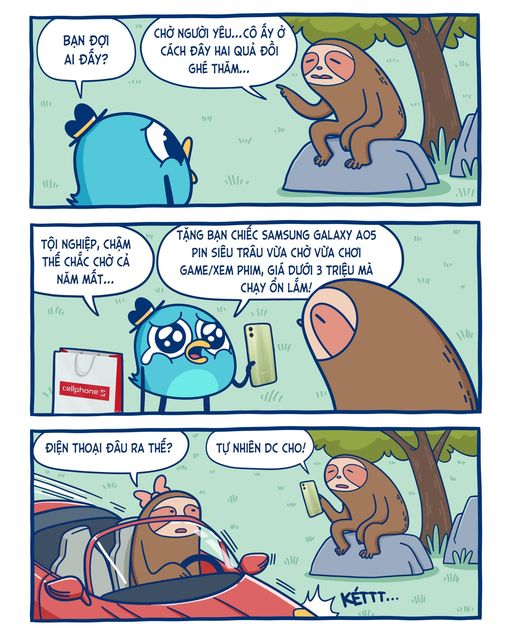 BẠN ĐỢI
AI ĐẤY?
CHỜ NGƯỜI YÊU...CÔ ẤY Ở
CÁCH ĐÂY HAI QUẢ ĐỒI
GHÉ THĂM...
TỘI NGHIỆP, CHẬM
THẾ CHẮC CHỜ CẢ
NĂM MẤT...
TẶNG BẠN CHIẾC SAMSUNG GALAXY A05
PIN SIÊU TRÂU VỪA CHỜ VỪA CHƠI
GAME/XEM PHIM, GIÁ DƯỚI 3 TRIỆU MÀ
CHẠY ỔN LẮM!
cellphone S
ĐIỆN THOẠI ĐÂU RA THẾ?
TỰ NHIÊN DC CHO!
KÉTTT...